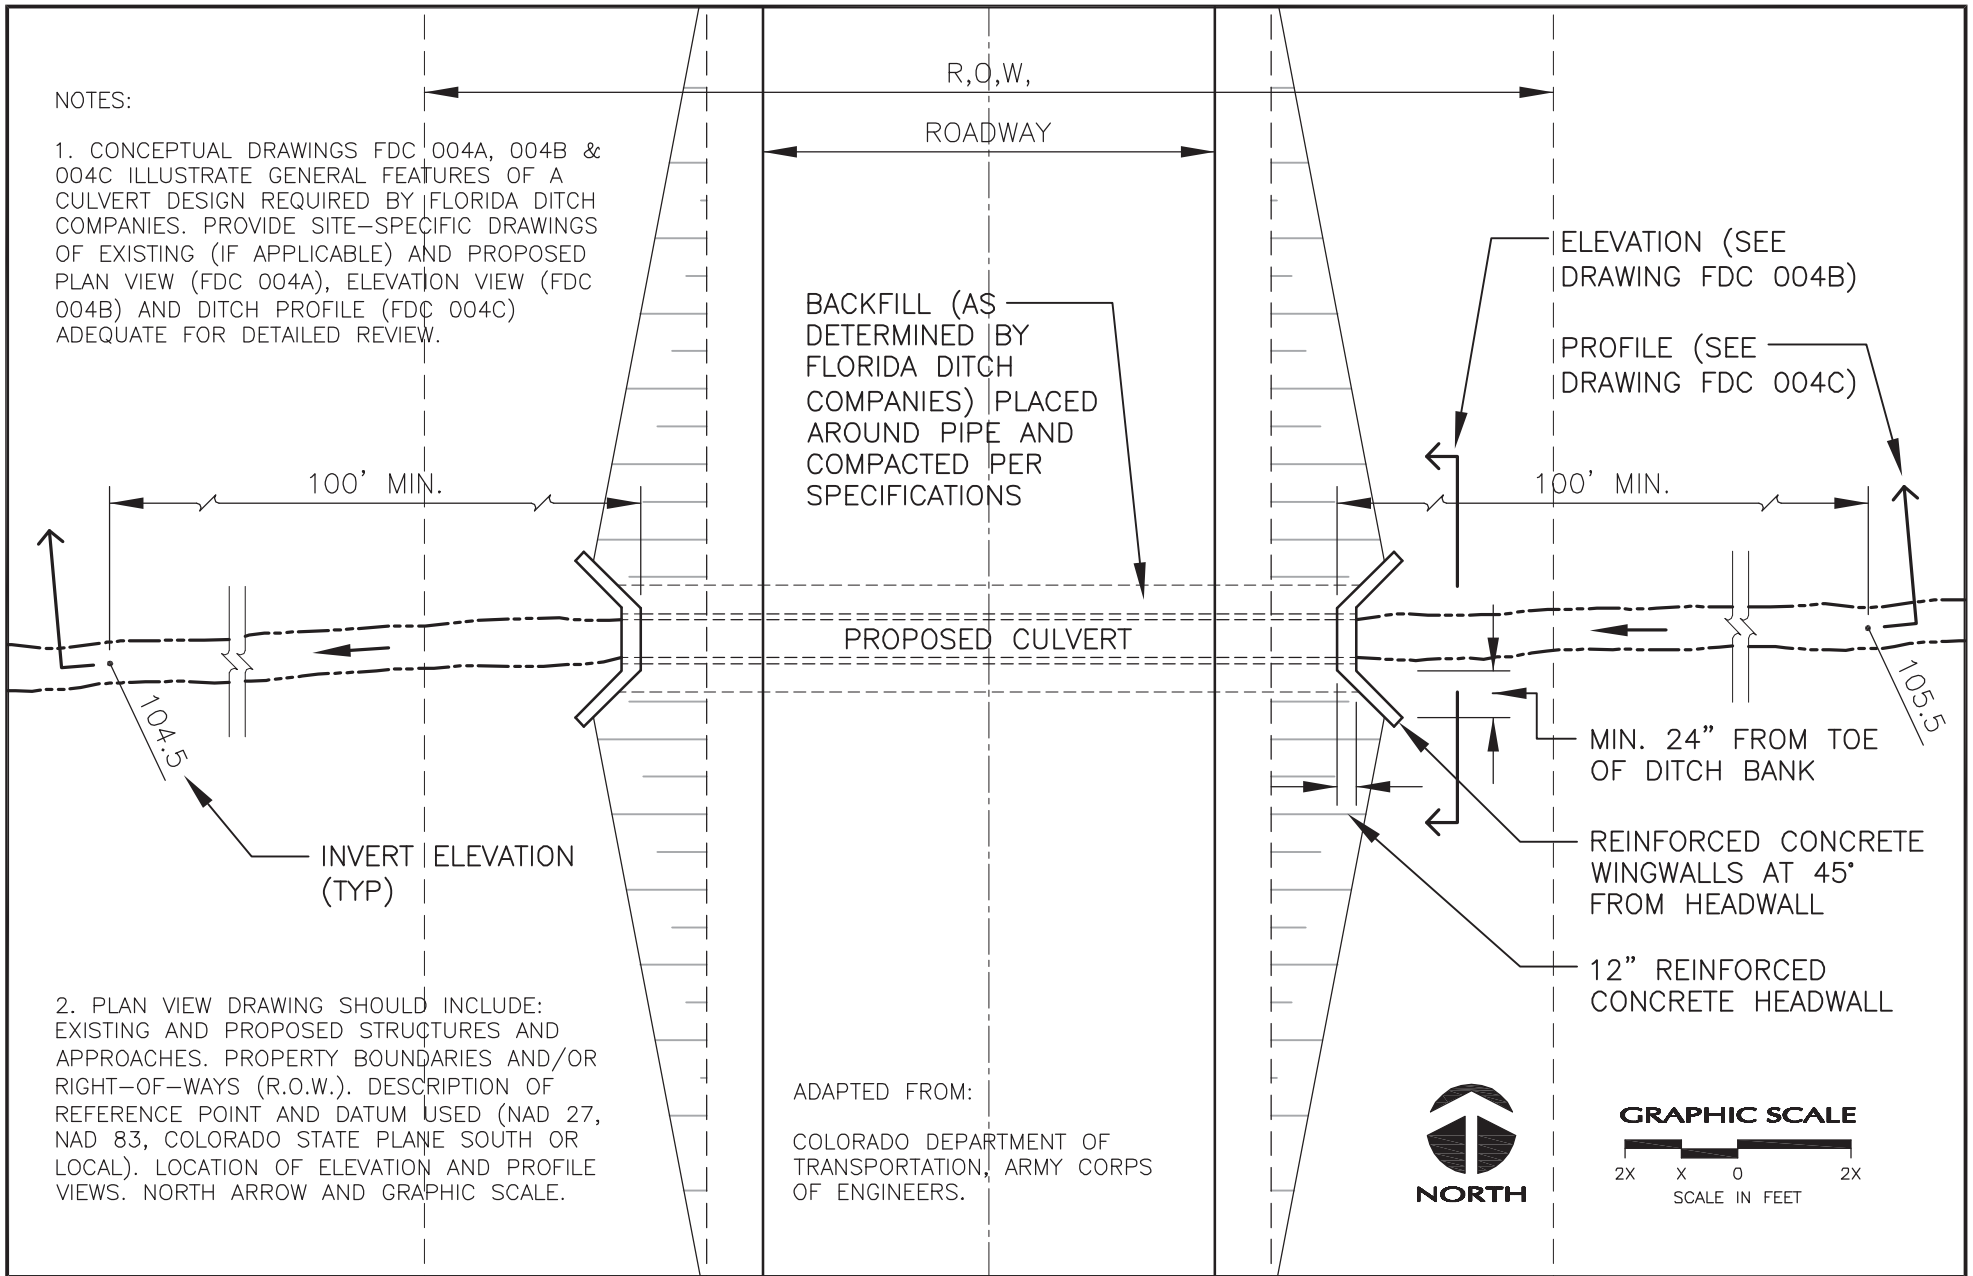 R,O,W,
ROADWAY
NOTES:
1. CONCEPTUAL DRAWINGS FDC 004A, 004B &
004C ILLUSTRATE GENERAL FEATURES OF A
CULVERT DESIGN REQUIRED BY FLORIDA DITCH
COMPANIES. PROVIDE SITE-SPECIFIC DRAWINGS
OF EXISTING (IF APPLICABLE) AND PROPOSED
PLAN VIEW (FDC 004A), ELEVATION VIEW (FDC
004B) AND DITCH PROFILE (FDC 004C)
ADEQUATE FOR DETAILED REVIEW.
BACKFILL (AS
DETERMINED BY
FLORIDA DITCH
COMPANIES) PLACED
AROUND PIPE AND
COMPACTED PER
SPECIFICATIONS
ELEVATION (SEE
DRAWING FDC 004B)
PROFILE (SEE
DRAWING FDC 004C)
100' MIN.
100' MIN.
PROPOSED CULVERT
104.5
105.5
INVERT ELEVATION
(TYP)
MIN. 24" FROM TOE
OF DITCH BANK
REINFORCED CONCRETE
WINGWALLS AT 45°
FROM HEADWALL
12" REINFORCED
CONCRETE HEADWALL
2. PLAN VIEW DRAWING SHOULD INCLUDE:
EXISTING AND PROPOSED STRUCTURES AND
APPROACHES. PROPERTY BOUNDARIES AND/OR
RIGHT-OF-WAYS (R.O.W.). DESCRIPTION OF
REFERENCE POINT AND DATUM USED (NAD 27,
NAD 83, COLORADO STATE PLANE SOUTH OR
LOCAL). LOCATION OF ELEVATION AND PROFILE
VIEWS. NORTH ARROW AND GRAPHIC SCALE.
ADAPTED FROM:
COLORADO DEPARTMENT OF
TRANSPORTATION, ARMY CORPS
OF ENGINEERS.
NORTH
GRAPHIC SCALE
2X X 0 2X
SCALE IN FEET